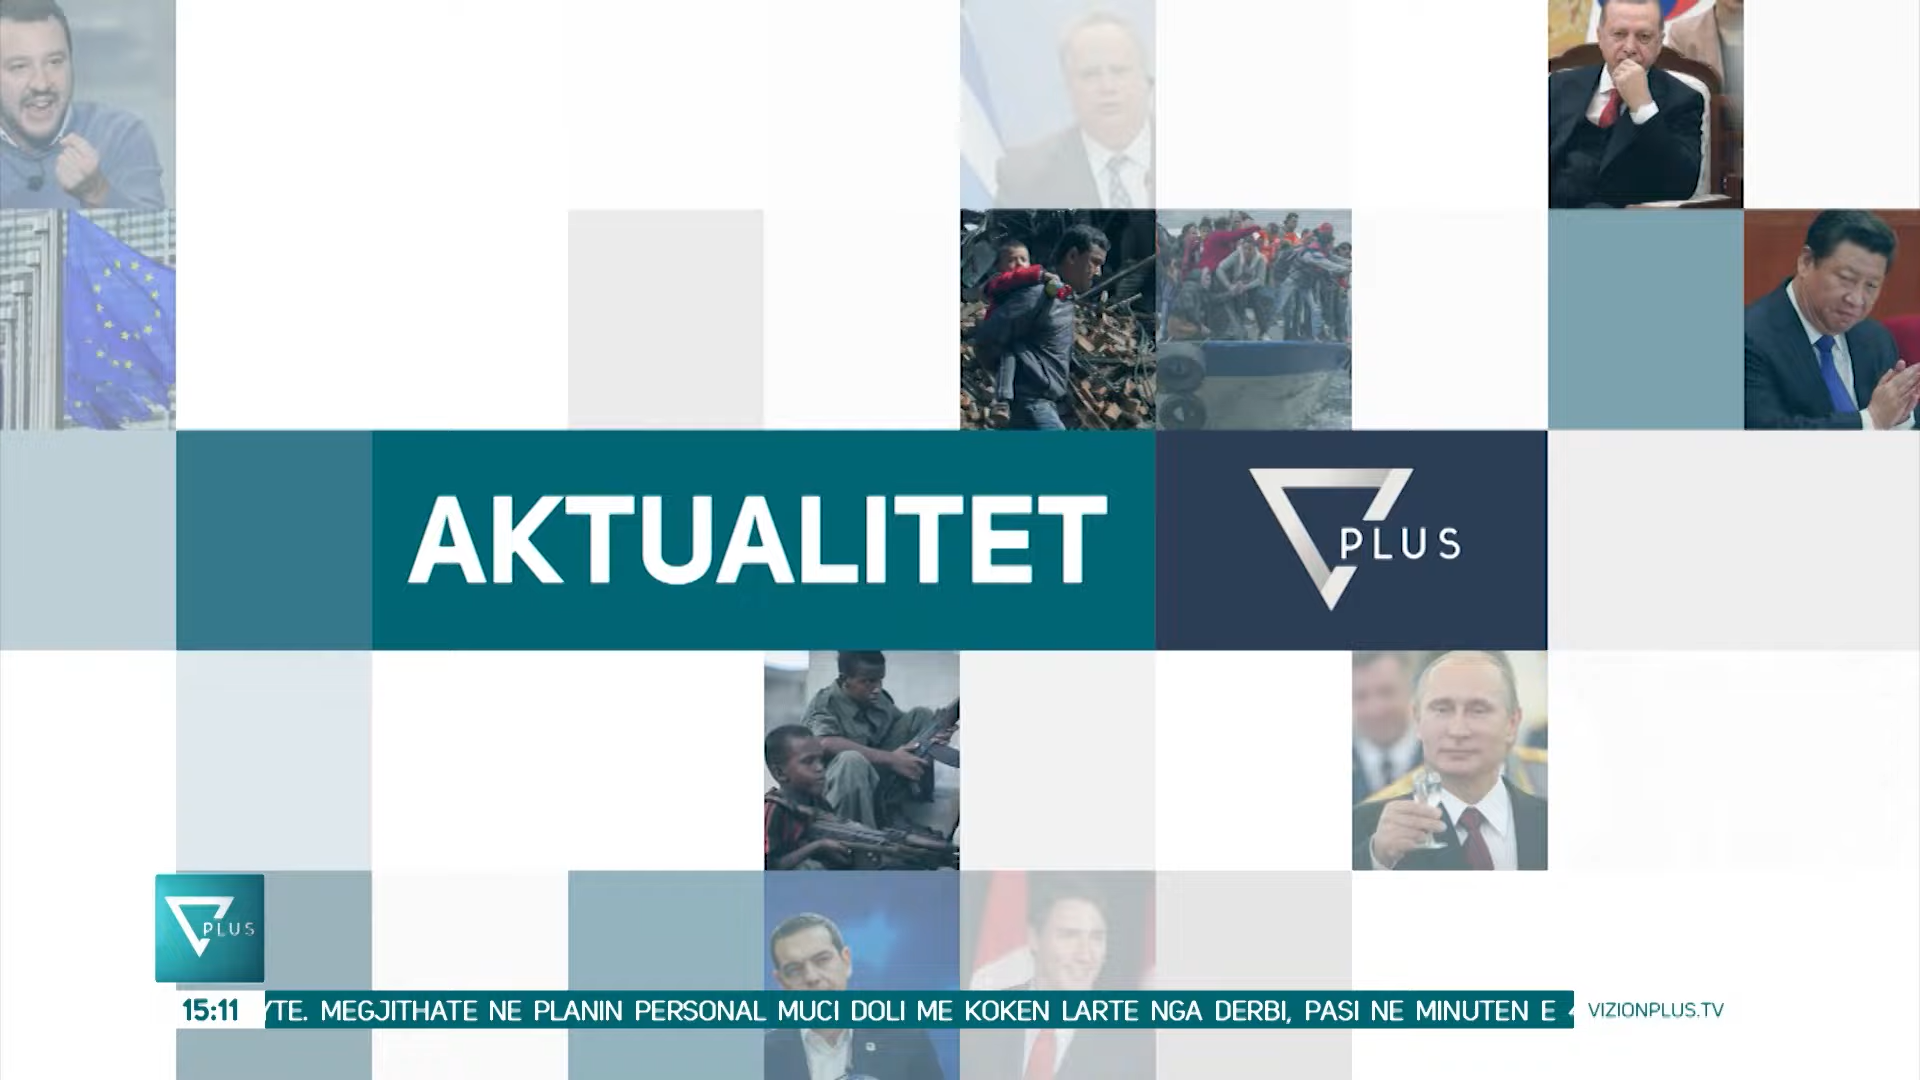 AKTUALITET
PLUS
PLUS
15:11
YTE. MEGJITHATE NE PLANIN PERSONAL MUCI DOLI ME KOKEN LARTE NGA DERBI, PASI NE MINUTEN E
VIZIONPLUS.TV